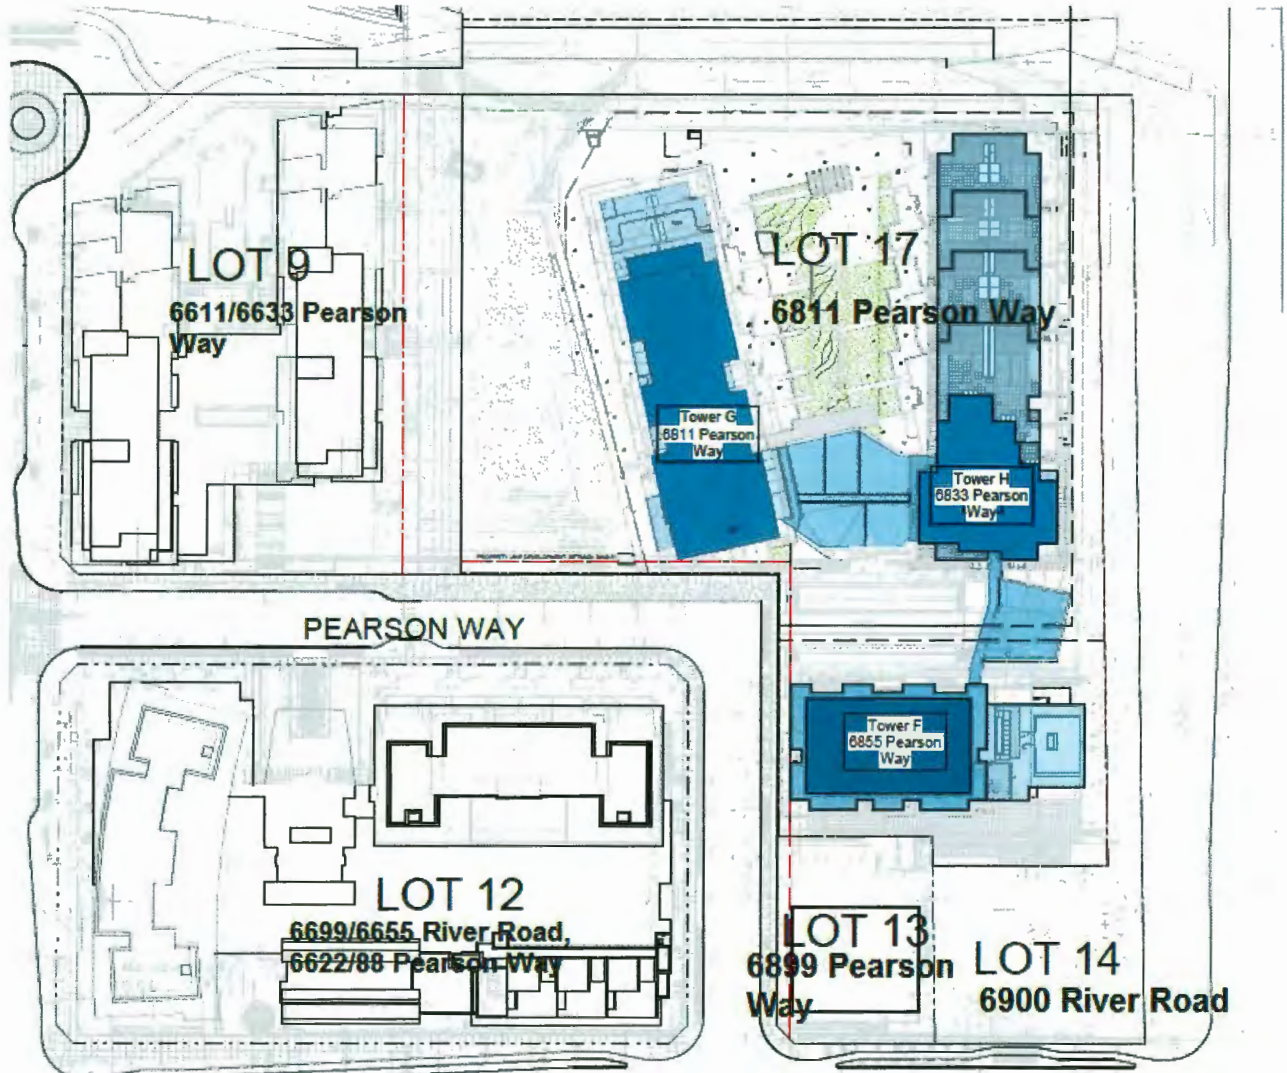 LOT 9
6611/6633 Pearson
Way
LOT 17
6811 Pearson Way
Tower G
6811 Pearson
Way
Tower H
6833 Pearson
Way
PEARSON WAY
Tower F
6855 Pearson
Way
LOT 12
6699/6655 River Road,
6622/88 Pearson Way
LOT 13
6899 Pearson
Way
LOT 14
6900 River Road